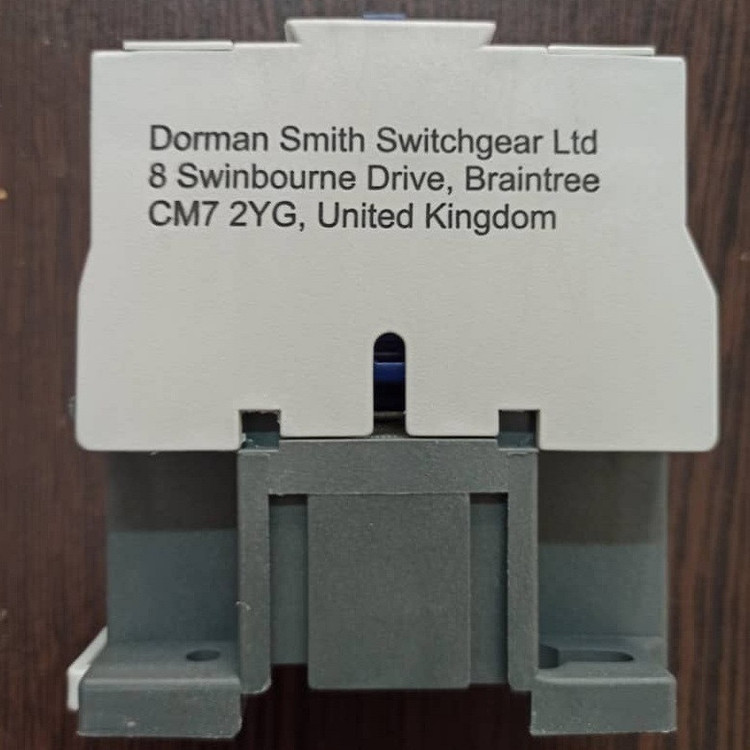 Dorman Smith Switchgear Ltd
8 Swinbourne Drive, Braintree
CM7 2YG, United Kingdom